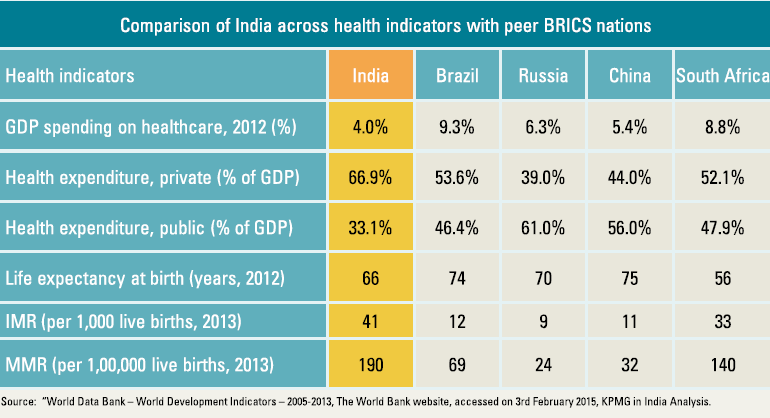 Comparison of India across health indicators with peer BRICS nations
Health indicators India Brazil Russia China South Africa
GDP spending on healthcare, 2012 (%) 4.0% 9.3% 6.3% 5.4% 8.8%
Health expenditure, private (% of GDP) 66.9% 53.6% 39.0% 44.0% 52.1%
Health expenditure, public (% of GDP) 33.1% 46.4% 61.0% 56.0% 47.9%
Life expectancy at birth (years, 2012) 66 74 70 75 56
IMR (per 1,000 live births, 2013) 41 12 9 11 33
MMR (per 1,00,000 live births, 2013) 190 69 24 32 140
Source: "World Data Bank – World Development Indicators – 2005-2013, The World Bank website, accessed on 3rd February 2015, KPMG in India Analysis.